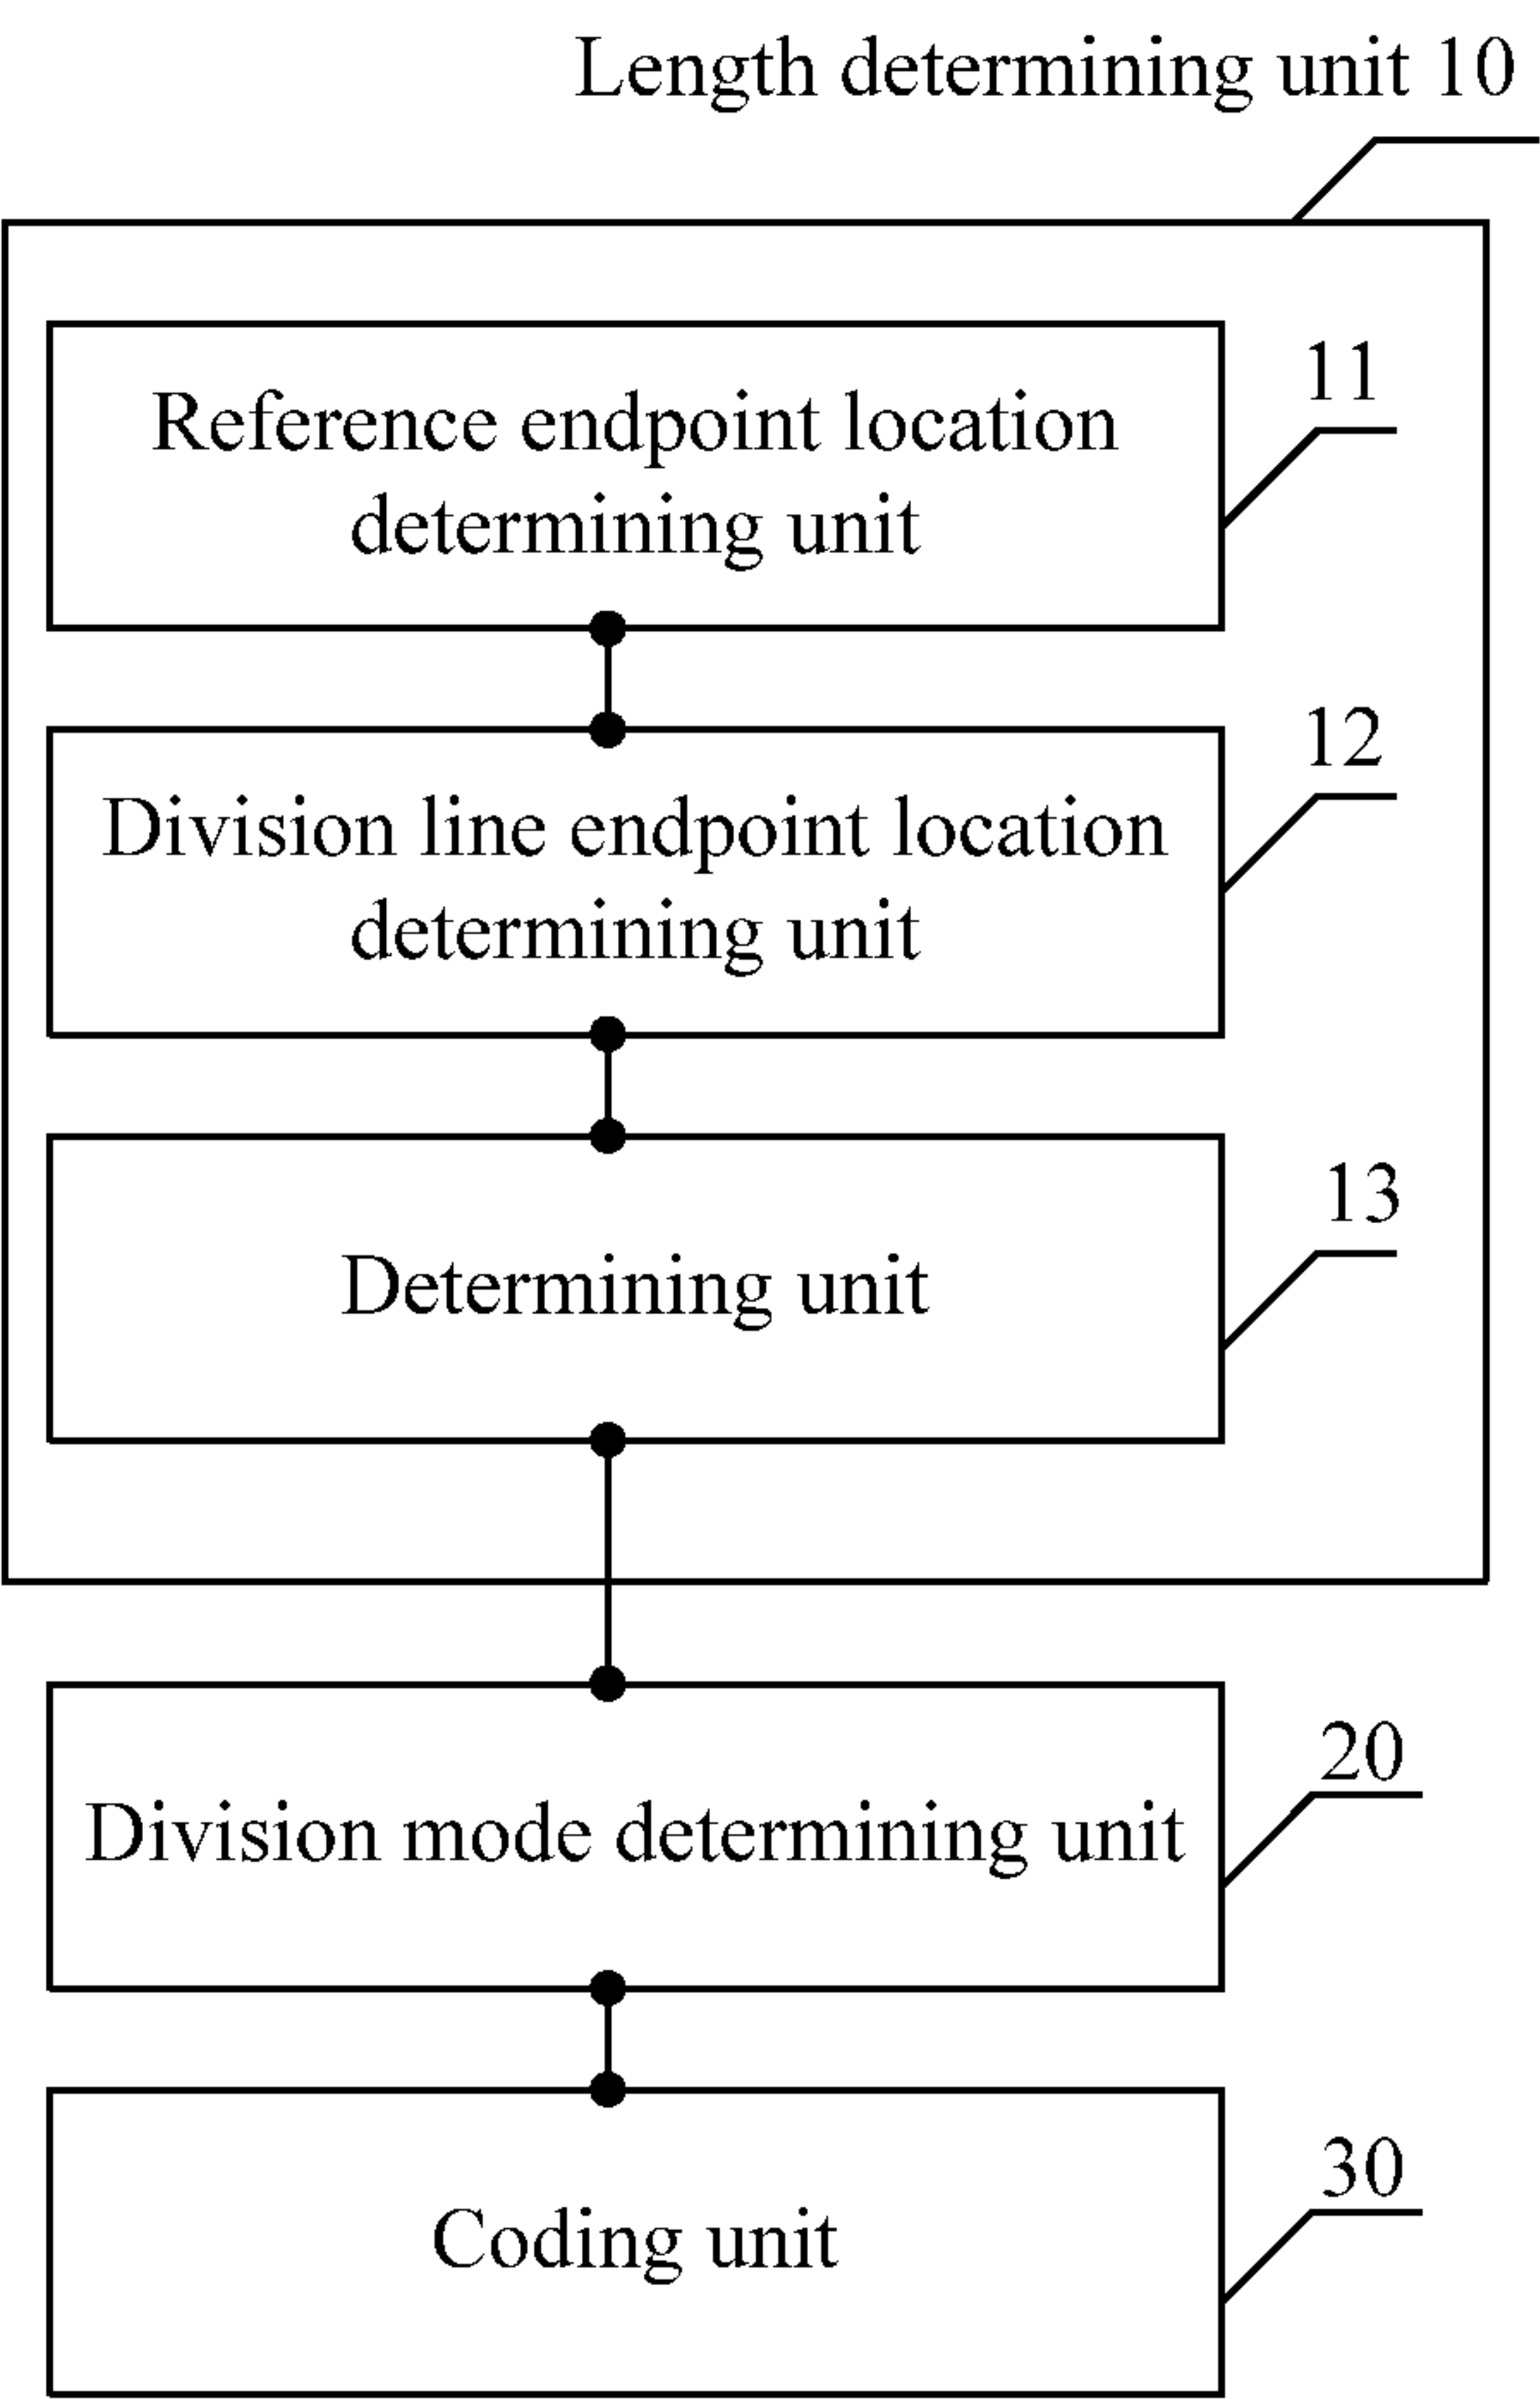 Length determining unit 10
11
Reference endpoint location
determining unit
12
Division line endpoint location
determining unit
13
Determining unit
20
Division mode determining unit
30
Coding unit